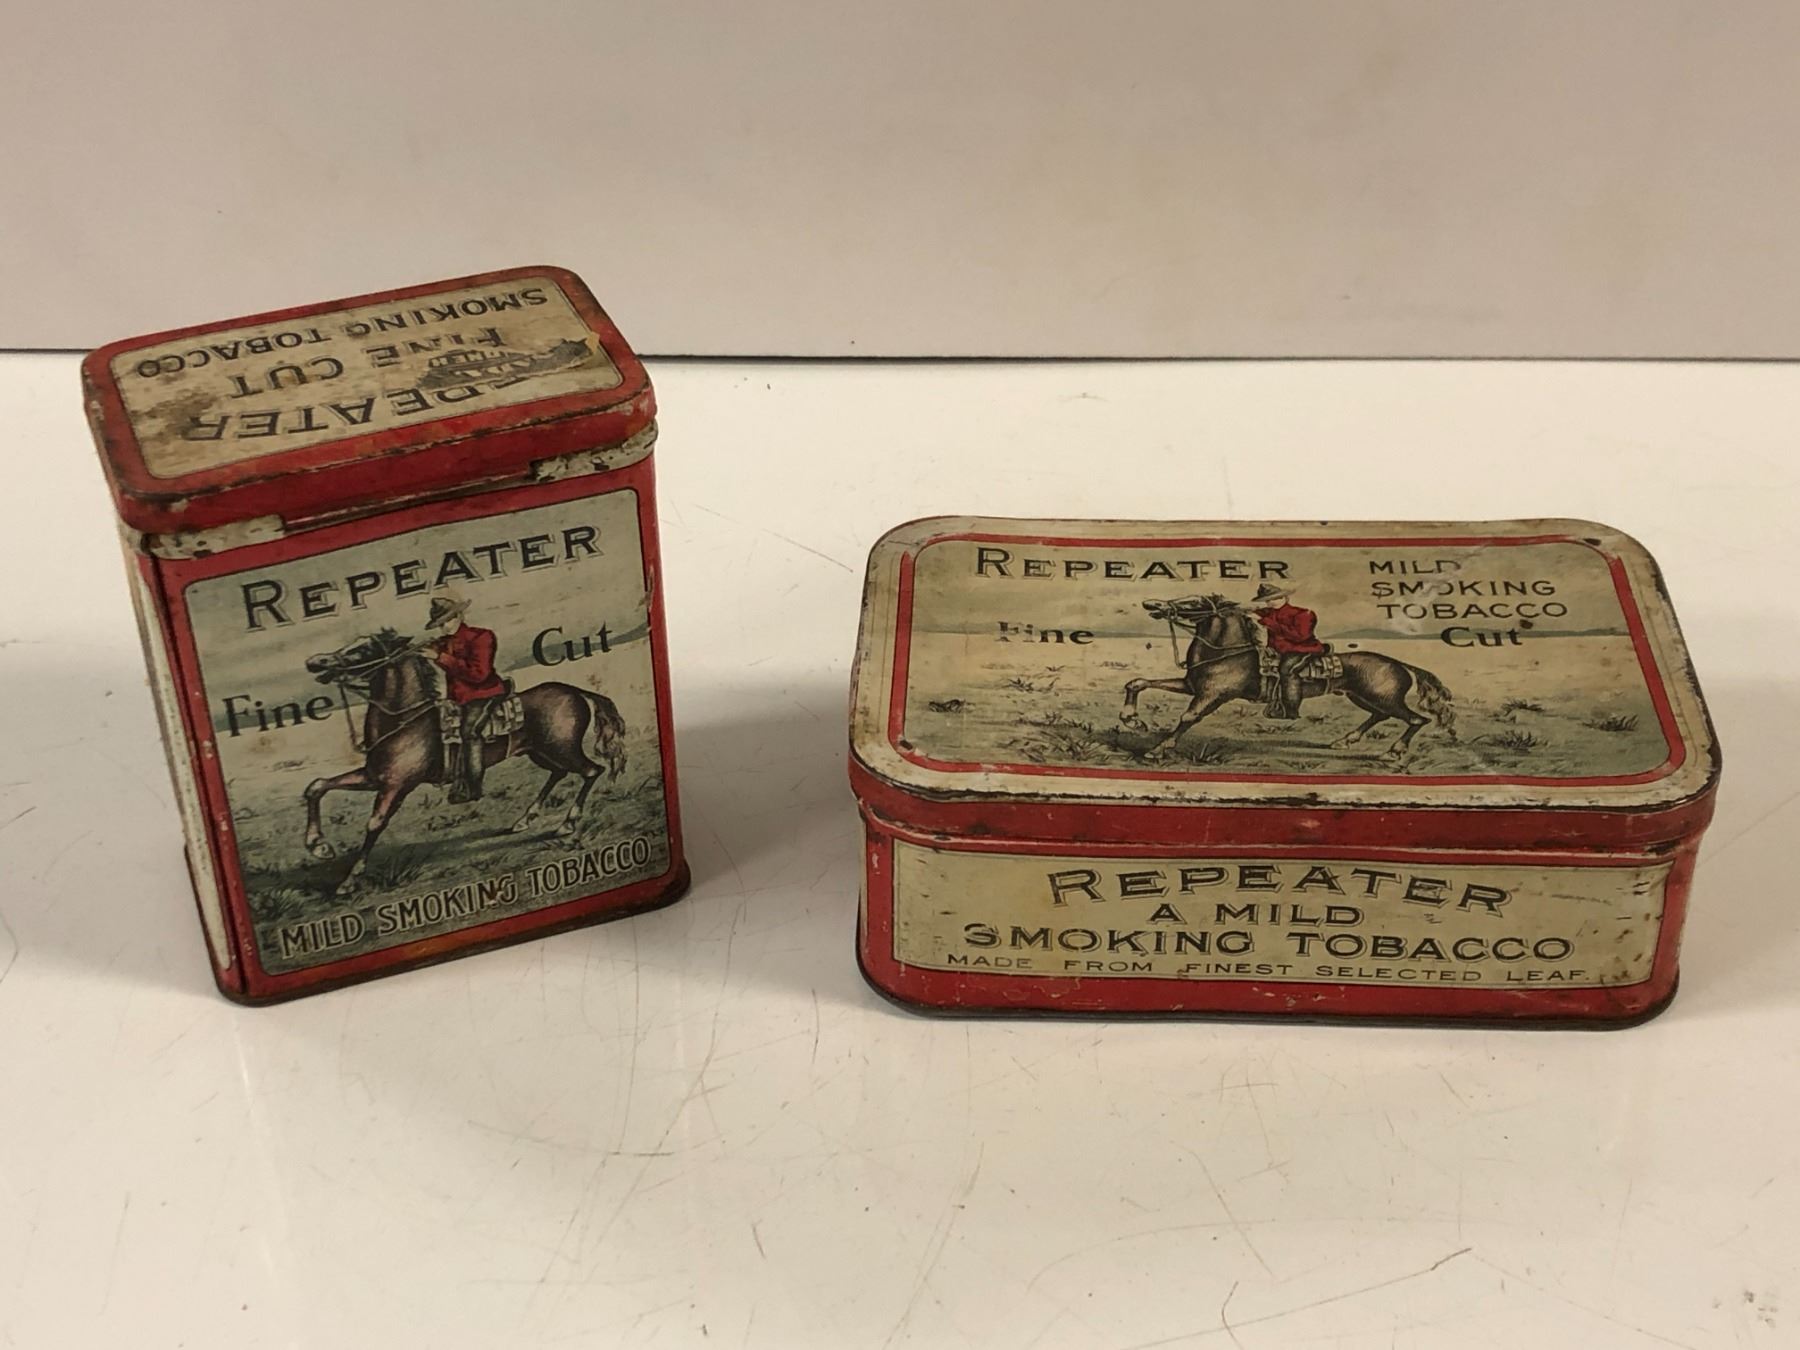 SMOKING TOBACCO
FINE CUT
REPEATER
REPEATER
Fine Cut
MILD SMOKING TOBACCO
REPEATER
MILD
SMOKING
TOBACCO
Fine Cut
REPEATER
A MILD
SMOKING TOBACCO
MADE FROM FINEST SELECTED LEAF.